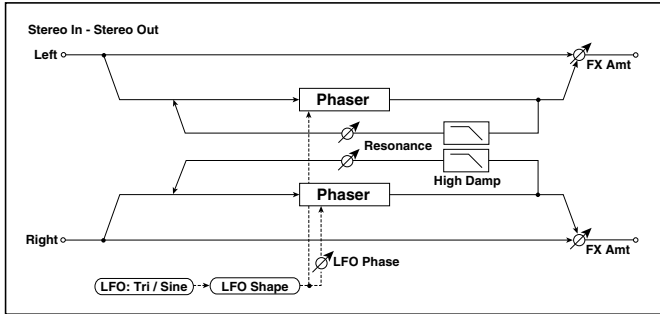 Stereo In - Stereo Out
Left
FX Amt
Phaser
Resonance
High Damp
Phaser
Right
FX Amt
LFO Phase
LFO: Tri / Sine
LFO Shape